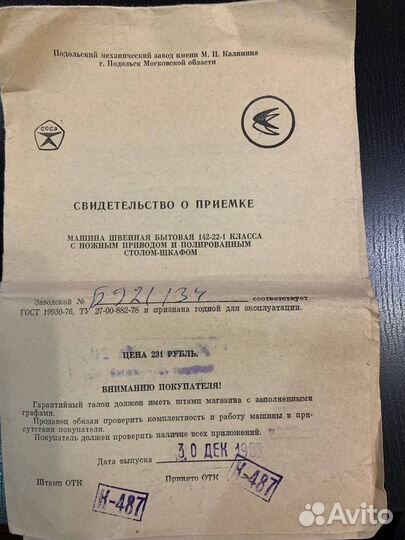 Подольский механический завод имени М. И. Калинина
г. Подольск Московской области
СССР
СВИДЕТЕЛЬСТВО О ПРИЕМКЕ
МАШИНА ШВЕЙНАЯ БЫТОВАЯ 142-22-1 КЛАССА
С НОЖНЫМ ПРИВОДОМ И ПОЛИРОВАННЫМ
СТОЛОМ-ШКАФОМ
Заводской № Б 921134 соответствует
ГОСТ 19930-76, ТУ 27-00-882-78 и признана годной для эксплуатации.
ЦЕНА 231 РУБЛЬ.
ВНИМАНИЮ ПОКУПАТЕЛЯ!
Гарантийный талон должен иметь штамп магазина с заполненными
графами.
Продавец обязан проверить комплектность и работу машины в при-
сутствии покупателя.
Покупатель должен проверить наличие всех приложений.
Дата выпуска 30 ДЕК
Штамп ОТК Принято ОТК
К-487 К-487
Avito